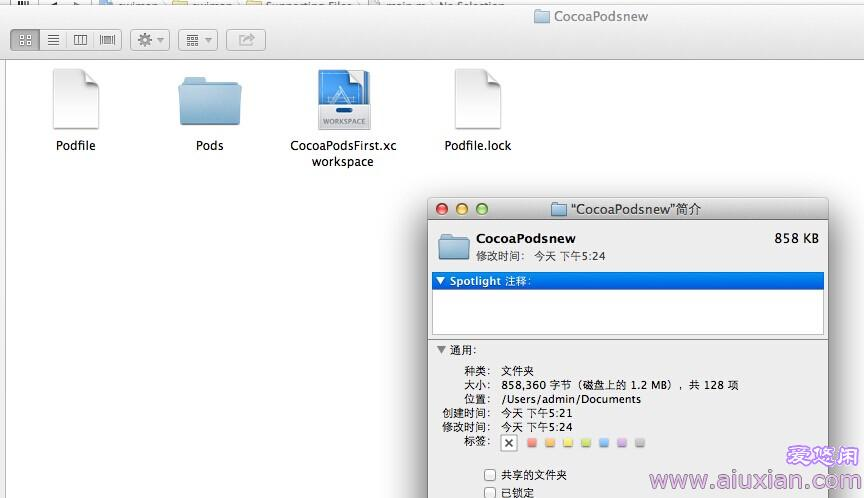 CocoaPodsnew
Podfile
Pods
WORKSPACE
CocoaPodsFirst.xc
workspace
Podfile.lock
“CocoaPodsnew”简介
CocoaPodsnew
858 KB
修改时间: 今天 下午5:24
Spotlight 注释:
通用:
种类: 文件夹
大小: 858,360 字节（磁盘上的 1.2 MB），共 128 项
位置: /Users/admin/Documents
创建时间: 今天 下午5:21
修改时间: 今天 下午5:24
标签:
共享的文件夹
已锁定
爱悠闲
www.aiuxian.com